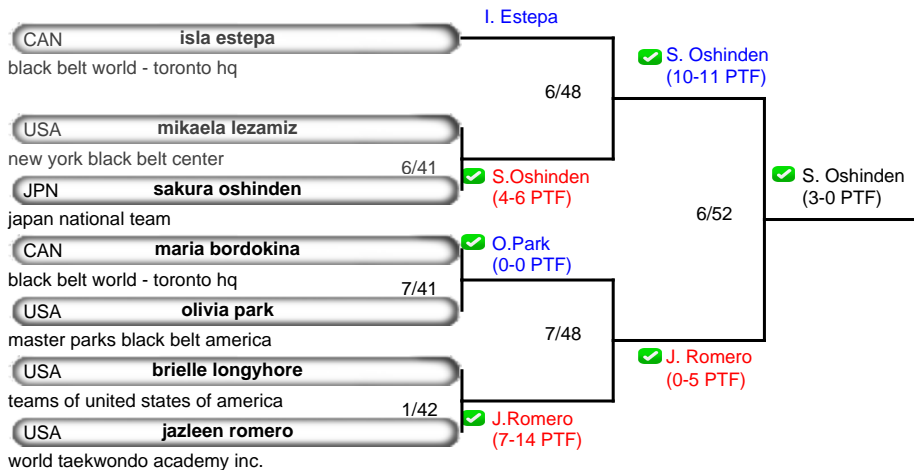 I. Estepa
CAN isla estepa
black belt world - toronto hq
S. Oshinden
(10-11 PTF)
6/48
USA mikaela lezamiz
new york black belt center
6/41
JPN sakura oshinden
japan national team
S.Oshinden
(4-6 PTF)
S. Oshinden
(3-0 PTF)
6/52
CAN maria bordokina
black belt world - toronto hq
O.Park
(0-0 PTF)
7/41
USA olivia park
master parks black belt america
7/48
USA brielle longyhore
teams of united states of america
J. Romero
(0-5 PTF)
1/42
USA jazleen romero
world taekwondo academy inc.
J.Romero
(7-14 PTF)